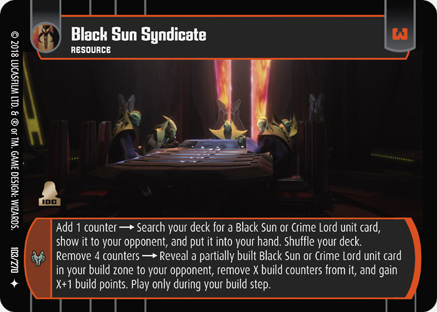 Black Sun Syndicate
RESOURCE
3
© 2018 LUCASFILM LTD. & ® or TM. GAME DESIGN: WIZARDS.
IDC
103/270
Add 1 counter → Search your deck for a Black Sun or Crime Lord unit card,
show it to your opponent, and put it into your hand. Shuffle your deck.
Remove 4 counters → Reveal a partially built Black Sun or Crime Lord unit card
in your build zone to your opponent, remove X build counters from it, and gain
X+1 build points. Play only during your build step.